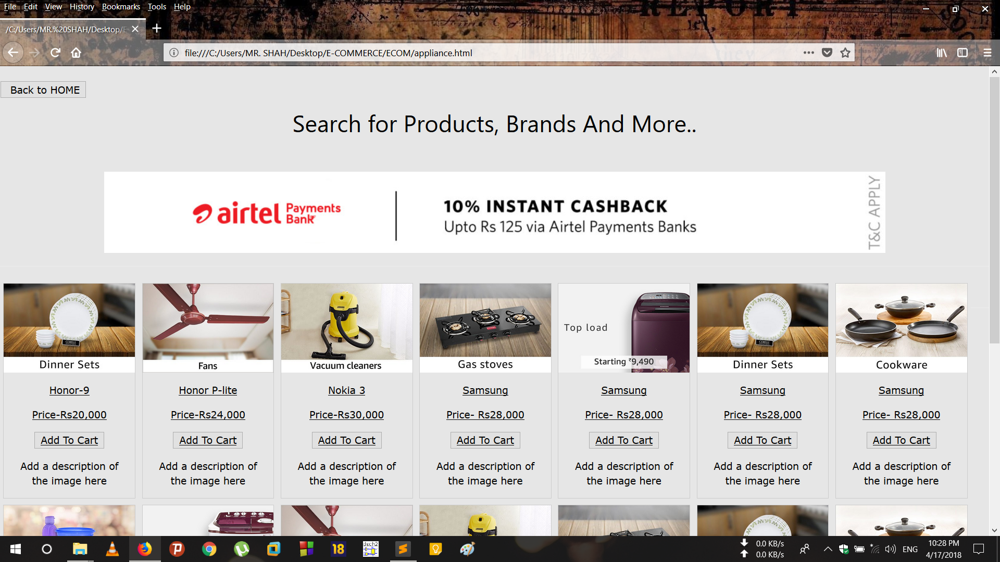 File Edit View History Bookmarks Tools Help
/C:/Users/MR.%20SHAH/Desktop/E
file:///C:/Users/MR. SHAH/Desktop/E-COMMERCE/ECOM/appliance.html
Back to HOME
Search for Products, Brands And More..
airtel Payments Bank
10% INSTANT CASHBACK
Upto Rs 125 via Airtel Payments Banks
T&C APPLY
Top load
Starting ₹9,490
Dinner Sets Fans Vacuum cleaners Gas stoves Dinner Sets Cookware
Honor-9 Honor P-lite Nokia 3 Samsung Samsung Samsung Samsung
Price-Rs20,000 Price-Rs24,000 Price-Rs30,000 Price- Rs28,000 Price- Rs28,000 Price- Rs28,000 Price- Rs28,000
Add To Cart Add To Cart Add To Cart Add To Cart Add To Cart Add To Cart Add To Cart
Add a description of Add a description of Add a description of Add a description of Add a description of Add a description of Add a description of
the image here the image here the image here the image here the image here the image here the image here
18
0.0 KB/s
0.0 KB/s
ENG
10:28 PM
4/17/2018